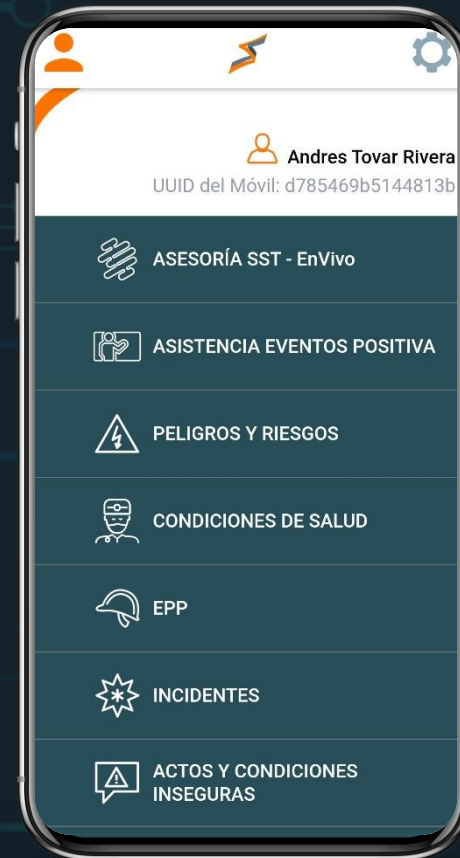 Andres Tovar Rivera
UUID del Móvil: d785469b5144813b
ASESORÍA SST - EnVivo
ASISTENCIA EVENTOS POSITIVA
PELIGROS Y RIESGOS
CONDICIONES DE SALUD
EPP
INCIDENTES
ACTOS Y CONDICIONES
INSEGURAS